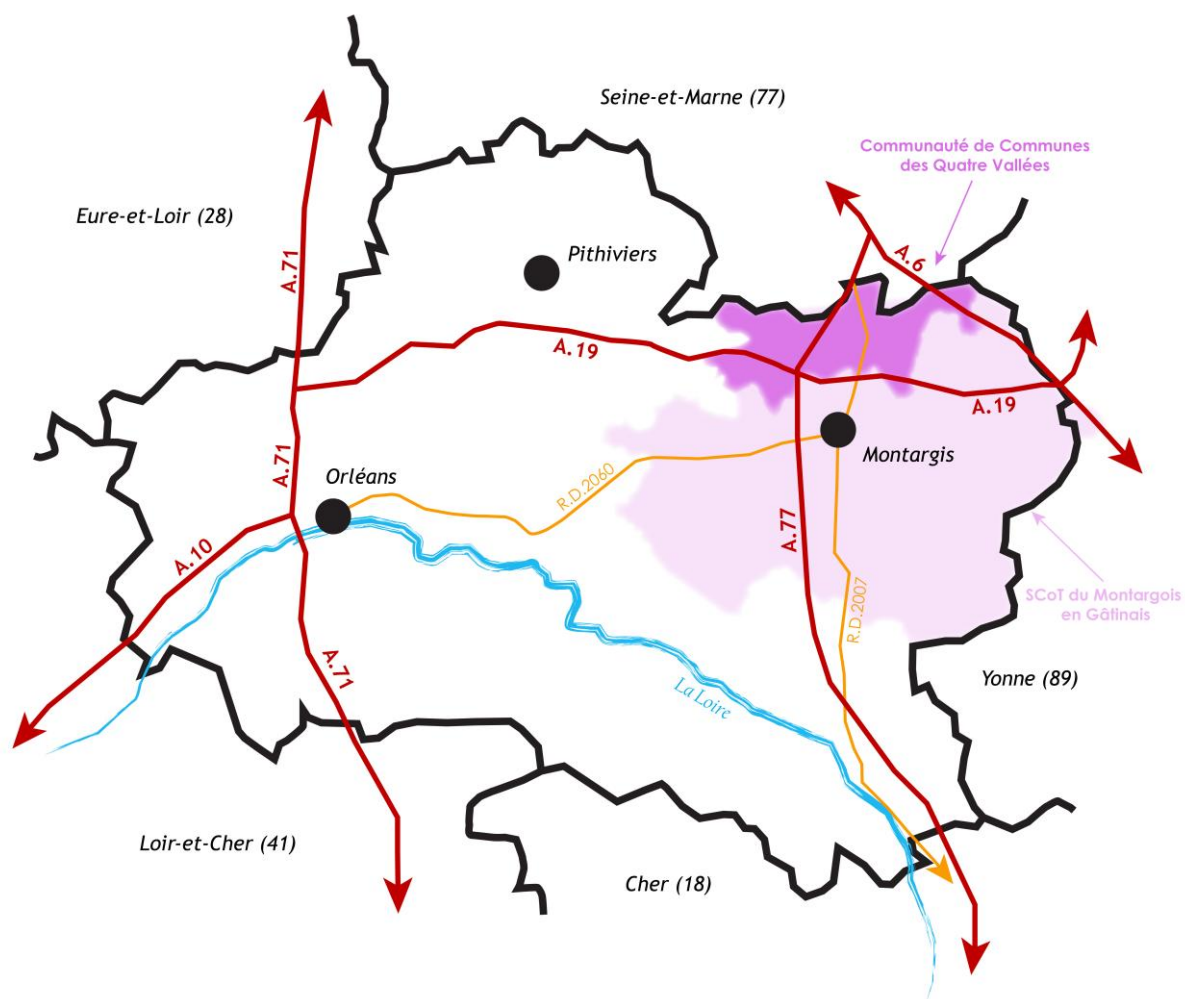 Seine-et-Marne (77)
Communauté de Communes
des Quatre Vallées
Eure-et-Loir (28)
A.71
Pithiviers
A.6
A.19
A.19
Montargis
A.71
Orléans
R.D.2060
A.77
A.10
SCoT du Montargois
en Gâtinais
R.D.2007
A.71
La Loire
Yonne (89)
Loir-et-Cher (41)
Cher (18)